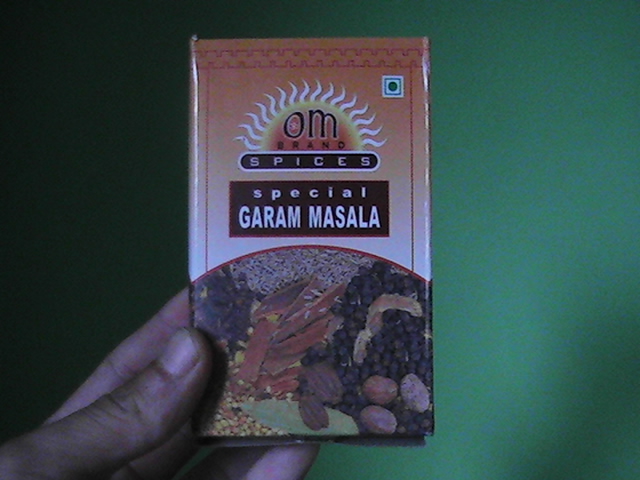 om
BRAND
SPICES
special
GARAM MASALA